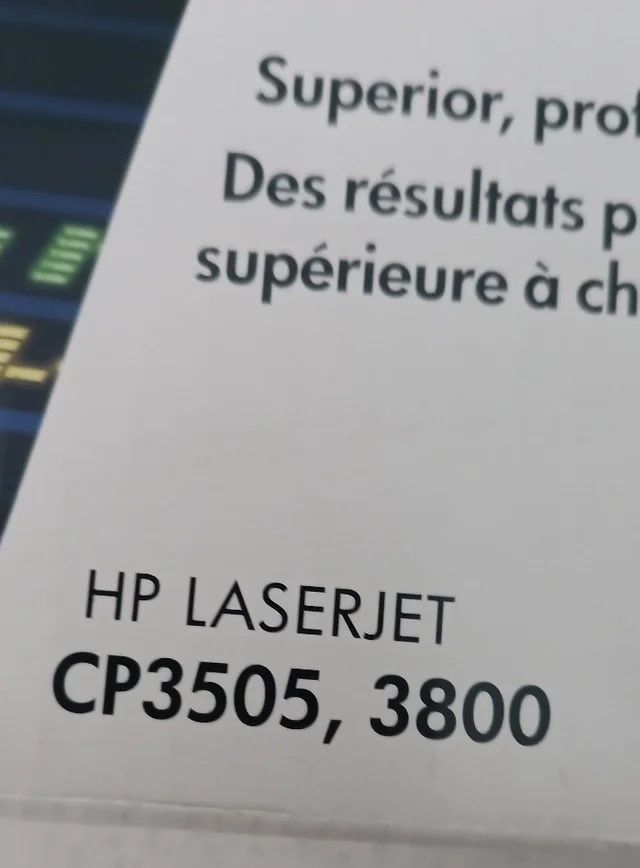 Superior, prof
Des résultats p
supérieure à ch
HP LASERJET
CP3505, 3800